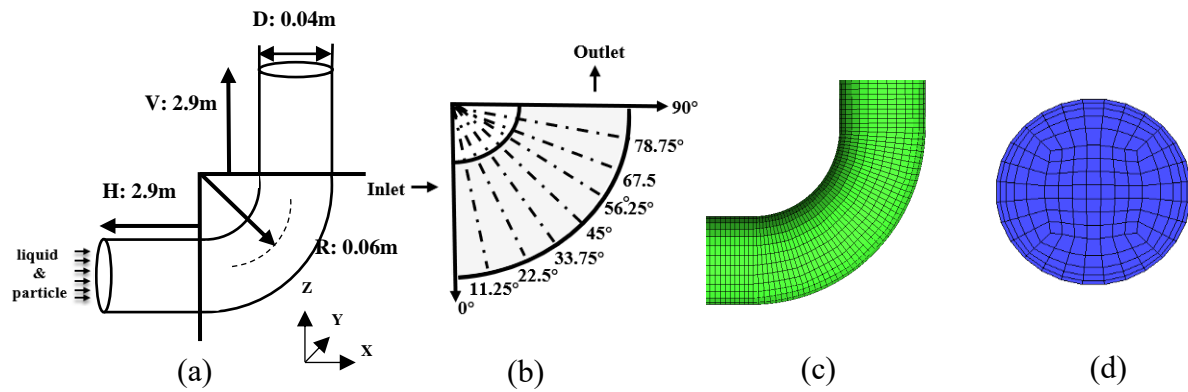 D: 0.04m
V: 2.9m
H: 2.9m
R: 0.06m
liquid
&
particle
Z
Y
X
(a)
Outlet
90°
78.75°
67.5
°
56.25°
45°
33.75°
22.5°
11.25°
0°
Inlet
(b)
(c)
(d)